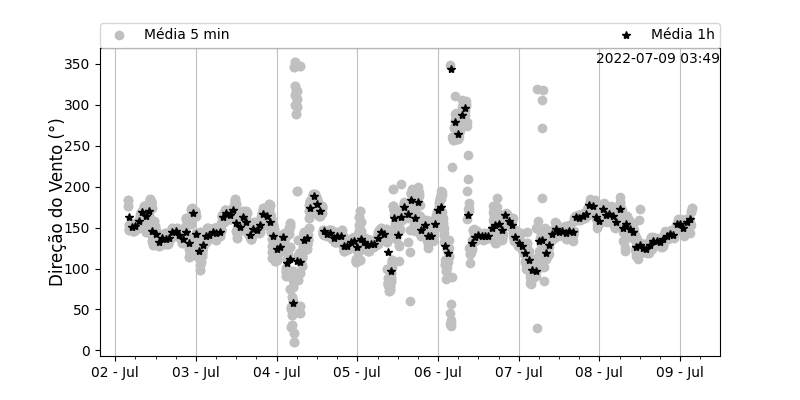 Média 5 min
Média 1h
2022-07-09 03:49
Direção do Vento (°)
350
300
250
200
150
100
50
0
02 - Jul
03 - Jul
04 - Jul
05 - Jul
06 - Jul
07 - Jul
08 - Jul
09 - Jul